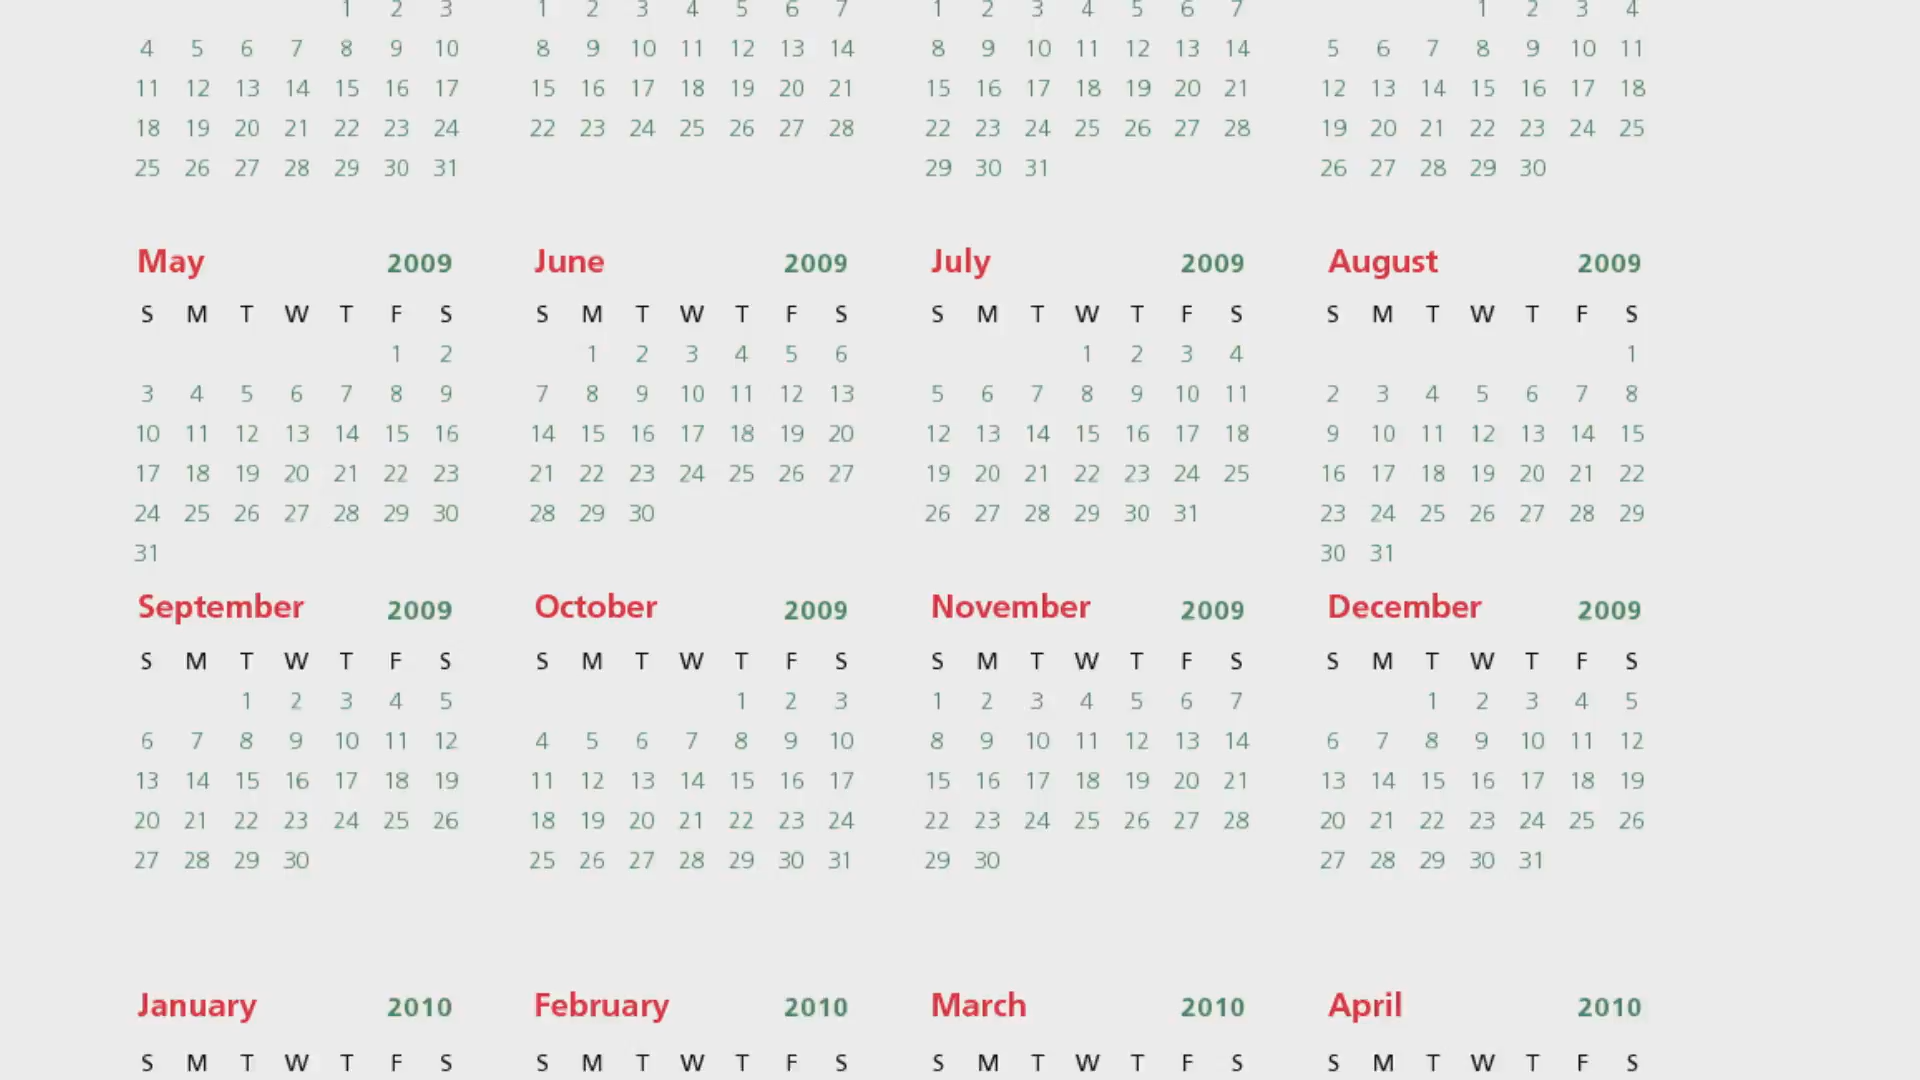 1 2 3 1 2 3 4 5 6 7 1 2 3 4 5 6 7 1 2 3 4
4 5 6 7 8 9 10 8 9 10 11 12 13 14 8 9 10 11 12 13 14 5 6 7 8 9 10 11
11 12 13 14 15 16 17 15 16 17 18 19 20 21 15 16 17 18 19 20 21 12 13 14 15 16 17 18
18 19 20 21 22 23 24 22 23 24 25 26 27 28 22 23 24 25 26 27 28 19 20 21 22 23 24 25
25 26 27 28 29 30 31 29 30 31 26 27 28 29 30
May 2009 June 2009 July 2009 August 2009
S M T W T F S S M T W T F S S M T W T F S S M T W T F S
1 2 1 2 3 4 5 6 1 2 3 4 1
3 4 5 6 7 8 9 7 8 9 10 11 12 13 5 6 7 8 9 10 11 2 3 4 5 6 7 8
10 11 12 13 14 15 16 14 15 16 17 18 19 20 12 13 14 15 16 17 18 9 10 11 12 13 14 15
17 18 19 20 21 22 23 21 22 23 24 25 26 27 19 20 21 22 23 24 25 16 17 18 19 20 21 22
24 25 26 27 28 29 30 28 29 30 26 27 28 29 30 31 23 24 25 26 27 28 29
31 30 31
September 2009 October 2009 November 2009 December 2009
S M T W T F S S M T W T F S S M T W T F S S M T W T F S
1 2 3 4 5 1 2 3 1 2 3 4 5 6 7 1 2 3 4 5
6 7 8 9 10 11 12 4 5 6 7 8 9 10 8 9 10 11 12 13 14 6 7 8 9 10 11 12
13 14 15 16 17 18 19 11 12 13 14 15 16 17 15 16 17 18 19 20 21 13 14 15 16 17 18 19
20 21 22 23 24 25 26 18 19 20 21 22 23 24 22 23 24 25 26 27 28 20 21 22 23 24 25 26
27 28 29 30 25 26 27 28 29 30 31 29 30 27 28 29 30 31
January 2010 February 2010 March 2010 April 2010
S M T W T F S S M T W T F S S M T W T F S S M T W T F S